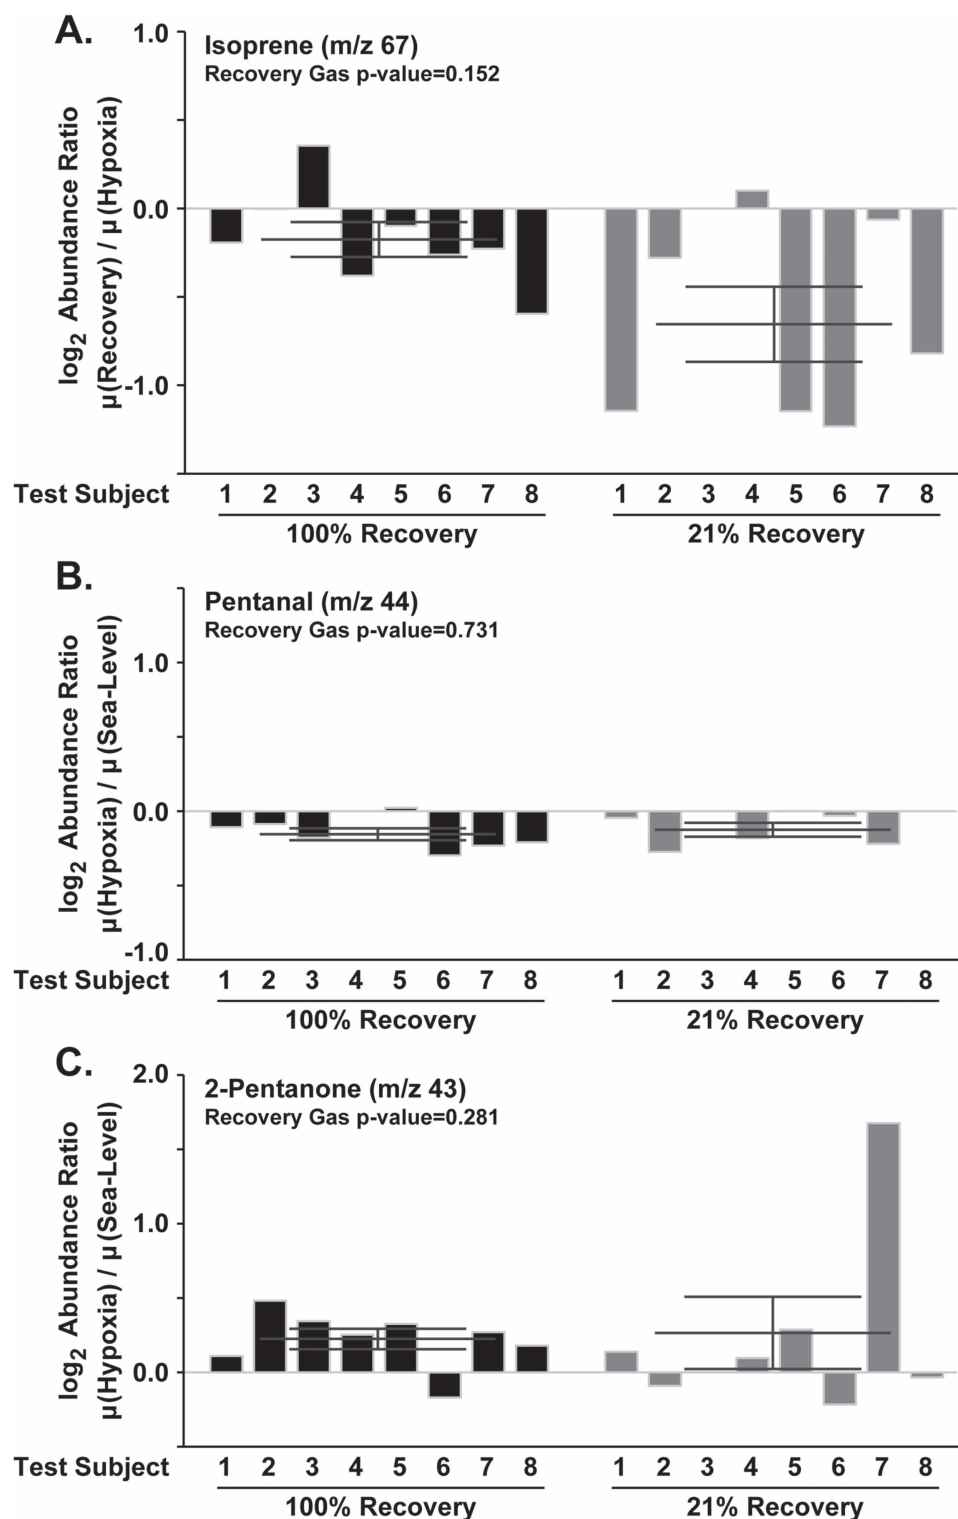 A.
Isoprene (m/z 67)
Recovery Gas p-value=0.152
log2 Abundance Ratio
µ(Recovery) / µ(Hypoxia)
1.0
0.0
-1.0
Test Subject 1 2 3 4 5 6 7 8 1 2 3 4 5 6 7 8
100% Recovery 21% Recovery
B.
Pentanal (m/z 44)
Recovery Gas p-value=0.731
log2 Abundance Ratio
µ(Hypoxia) / µ(Sea-Level)
1.0
0.0
-1.0
Test Subject 1 2 3 4 5 6 7 8 1 2 3 4 5 6 7 8
100% Recovery 21% Recovery
C.
2-Pentanone (m/z 43)
Recovery Gas p-value=0.281
log2 Abundance Ratio
µ(Hypoxia) / µ(Sea-Level)
2.0
1.0
0.0
Test Subject 1 2 3 4 5 6 7 8 1 2 3 4 5 6 7 8
100% Recovery 21% Recovery